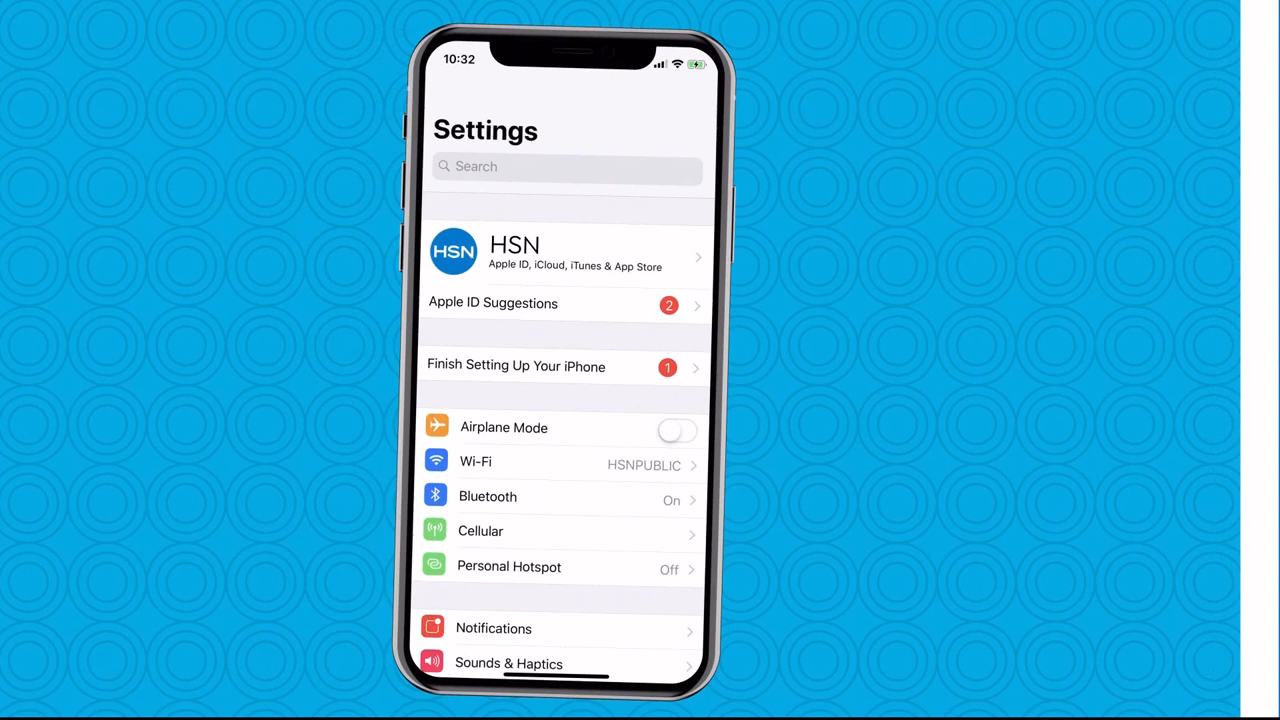 10:32
Settings
Search
HSN
HSN
Apple ID, iCloud, iTunes & App Store
Apple ID Suggestions
2
Finish Setting Up Your iPhone
1
Airplane Mode
Wi-Fi
HSNPUBLIC
Bluetooth
On
Cellular
Personal Hotspot
Off
Notifications
Sounds & Haptics